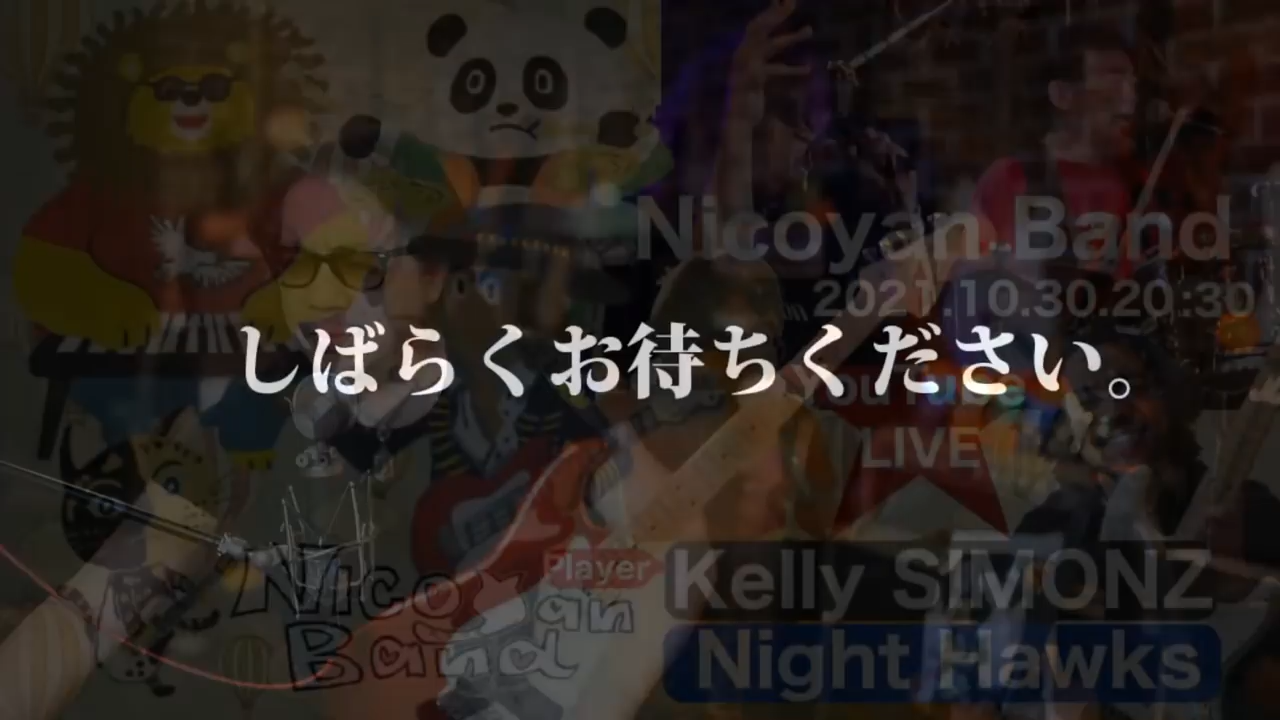 Nicoyan Band
2021.10.30.20:30
しばらくお待ちください。
YouTube
LIVE
Player
Kelly SIMONZ
Night Hawks
Nicoyan
Band